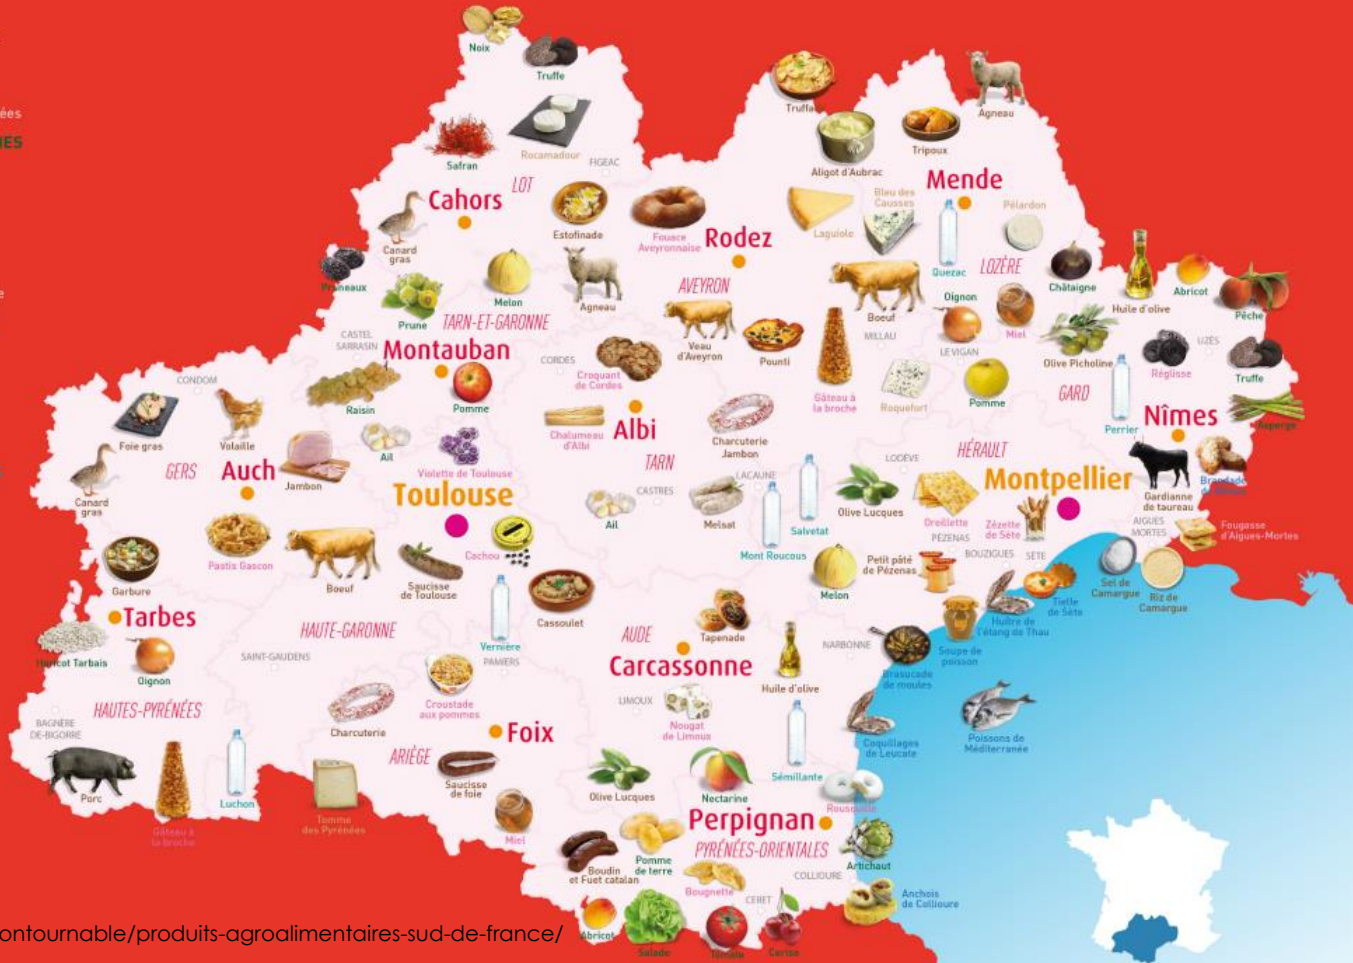 ées
IES
e
Noix
Truffe
Rocamadour
FIGEAC
Safran
LOT
Cahors
Canard
gras
Estofinade
Pruneaux
Prune
Melon
Agneau
TARN-ET-GARONNE
CASTEL
SARRASIN
Montauban
Raisin
Pomme
Truffade
Aligot d'Aubrac
Tripoux
Agneau
Mende
Fouace
Aveyronnaise
Rodez
AVEYRON
Laguiole
Bleu des
Causses
Pélardon
Quezac
LOZÈRE
Veau
d'Aveyron
Pounti
Boeuf
MILLAU
Oignon
Miel
Châtaigne
Huile d'olive
Abricot
Pêche
LE VIGAN
Olive Picholine
Réglisse
UZÈS
Truffe
CORDES
Croquant
de Cordes
Gâteau à
la broche
Roquefort
Pomme
GARD
Perrier
Nîmes
Asperge
Chalumeau
d'Albi
Albi
Charcuterie
Jambon
TARN
CONDOM
Foie gras
Volaille
GERS
Auch
Jambon
Canard
gras
Ail
Violette de Toulouse
Toulouse
Cachou
CASTRES
LACAUNE
Ail
Melsat
Mont Roucous
Salvetat
Olive Lucques
LODÈVE
HÉRAULT
Montpellier
Oreillette
PÉZENAS
Zézette
de Sète
Gardianne
de taureau
Brandade
de Nîmes
AIGUES
MORTES
Fougasse
d'Aigues-Mortes
Petit pâté
de Pézenas
BOUZIGUES
SÈTE
Melon
Tielle
de Sète
Sel de
Camargue
Riz de
Camargue
Huître de
l'étang de Thau
Garbure
Pastis Gascon
Boeuf
Saucisse
de Toulouse
Vernière
PAMIERS
Cassoulet
Tarbes
Haricot Tarbais
Oignon
SAINT-GAUDENS
HAUTE-GARONNE
HAUTES-PYRÉNÉES
BAGNÈRE
DE-BIGORRE
Porc
Gâteau à
la broche
Luchon
Charcuterie
Croustade
aux pommes
Foix
ARIÈGE
Saucisse
de foie
Miel
Tomme
des Pyrénées
AUDE
Tapenade
Carcassonne
LIMOUX
Nougat
de Limoux
Huile d'olive
NARBONNE
Brasucade
de moules
Soupe de
poisson
Coquillages
de Leucate
Poissons de
Méditerranée
Sémillante
Olive Lucques
Nectarine
Rousquille
Perpignan
PYRÉNÉES-ORIENTALES
Artichaut
Boudin
et Fuet catalan
Pomme
de terre
Bougnette
CERET
COLLIOURE
Anchois
de Collioure
Abricot
Salade
Tomate
Cerise
ontournable/produits-agroalimentaires-sud-de-france/